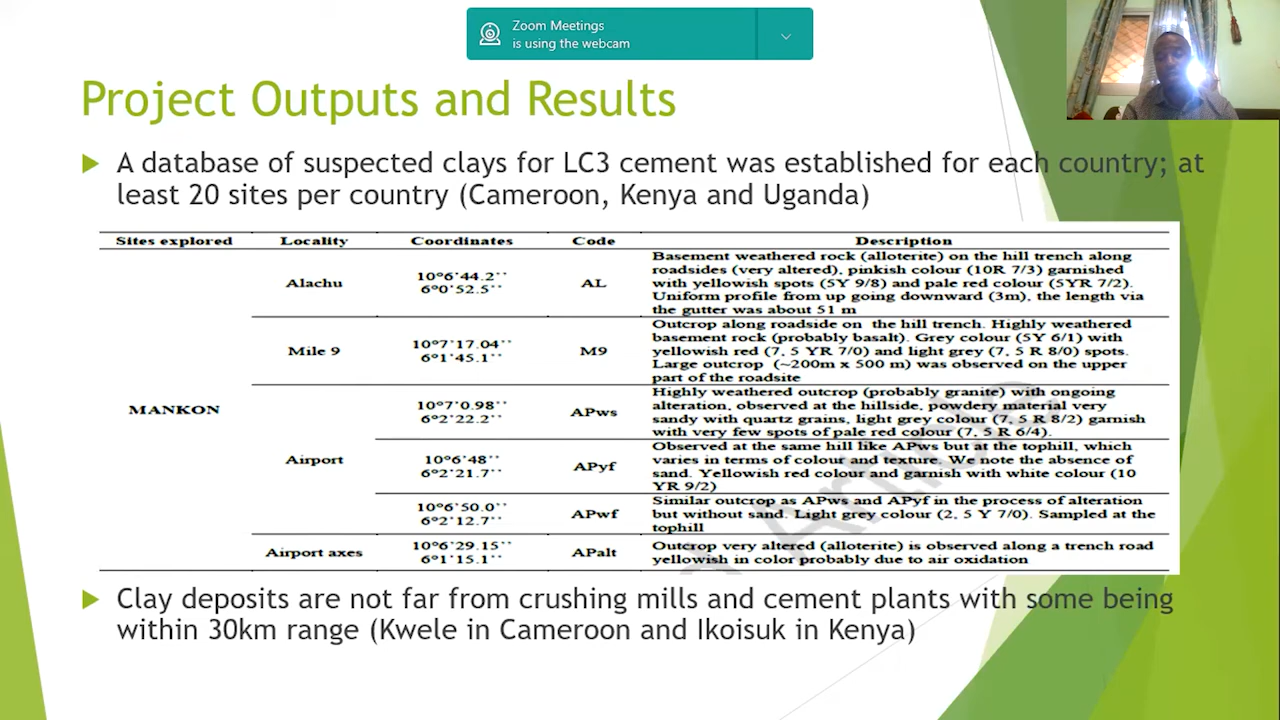 Zoom Meetings
is using the webcam
Project Outputs and Results
A database of suspected clays for LC3 cement was established for each country; at
least 20 sites per country (Cameroon, Kenya and Uganda)
Sites explored Locality Coordinates Code Description
MANKON
Alachu
10°6'44.2''
6°0'52.5''
AL
Basement weathered rock (alloterite) on the hill trench along
roadsides (very altered), pinkish colour (10R 7/3) garnished
with yellowish spots (5Y 9/8) and pale red colour (5YR 7/2).
Uniform profile from up going downward (3m), the length via
the gutter was about 51 m
Mile 9
10°7'17.04''
6°1'45.1''
M9
Outcrop along roadside on the hill trench. Highly weathered
basement rock (probably basalt). Grey colour (5Y 6/1) with
yellowish red (7, 5 YR 7/0) and light grey (7, 5 R 8/0) spots.
Large outcrop (~200m x 500 m) was observed on the upper
part of the roadsite
Airport
10°7'0.98''
6°2'22.2''
APws
Highly weathered outcrop (probably granite) with ongoing
alteration, observed at the hillside, powdery material very
sandy with quartz grains, light grey colour (7, 5 R 8/2) garnish
with very few spots of pale red colour (7, 5 R 6/4).
10°6'48''
6°2'21.7''
APyf
Observed at the same hill like APws but at the tophill, which
varies in terms of colour and texture. We note the absence of
sand. Yellowish red colour and garnish with white colour (10
YR 9/2)
10°6'50.0''
6°2'12.7''
APwf
Similar outcrop as APws and APyf in the process of alteration
but without sand. Light grey colour (2, 5 Y 7/0). Sampled at the
tophill
Airport axes
10°6'29.15''
6°1'15.1''
APalt
Outcrop very altered (alloterite) is observed along a trench road
yellowish in color probably due to air oxidation
Article
Clay deposits are not far from crushing mills and cement plants with some being
within 30km range (Kwele in Cameroon and Ikoisuk in Kenya)